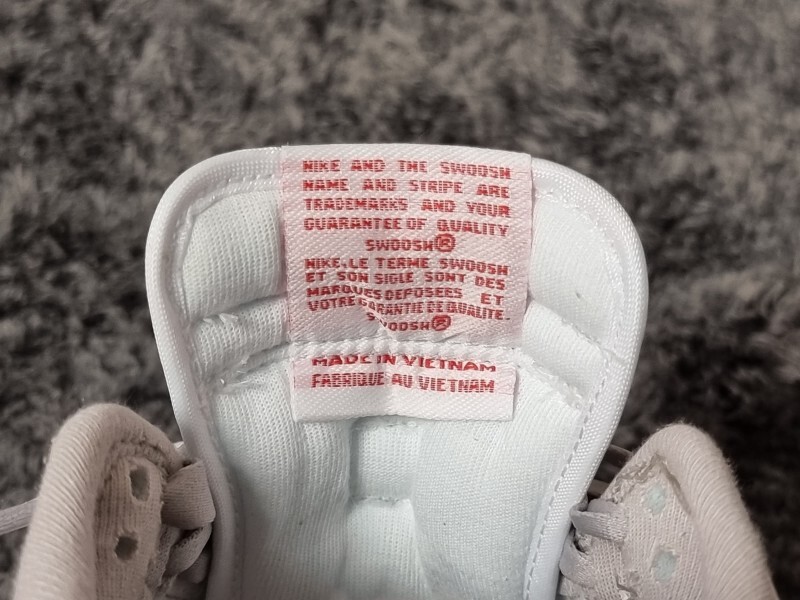 NIKE AND THE SWOOSH
NAME AND STRIPE ARE
TRADEMARKS AND YOUR
GUARANTEE OF QUALITY
SWOOSH®
NIKE, LE TERME SWOOSH
ET SON SIGLE SONT DES
MARQUES DEPOSEES ET
VOTRE GARANTIE DE QUALITE.
SWOOSH®
MADE IN VIETNAM
FABRIQUE AU VIETNAM